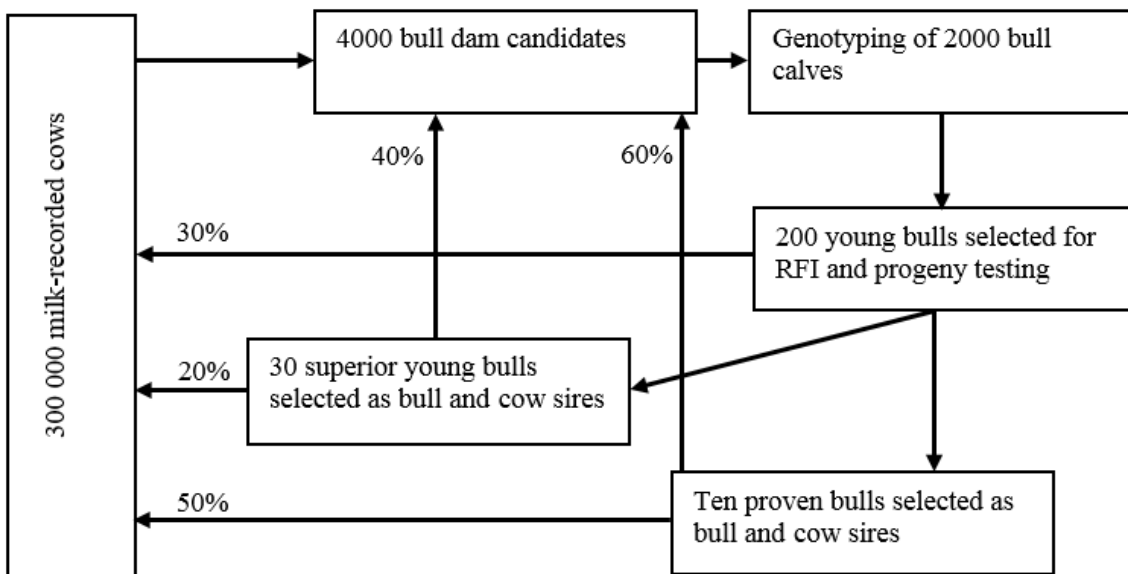 300 000 milk-recorded cows
4000 bull dam candidates
Genotyping of 2000 bull
calves
40%
60%
30%
200 young bulls selected for
RFI and progeny testing
20%
30 superior young bulls
selected as bull and cow sires
50%
Ten proven bulls selected as
bull and cow sires